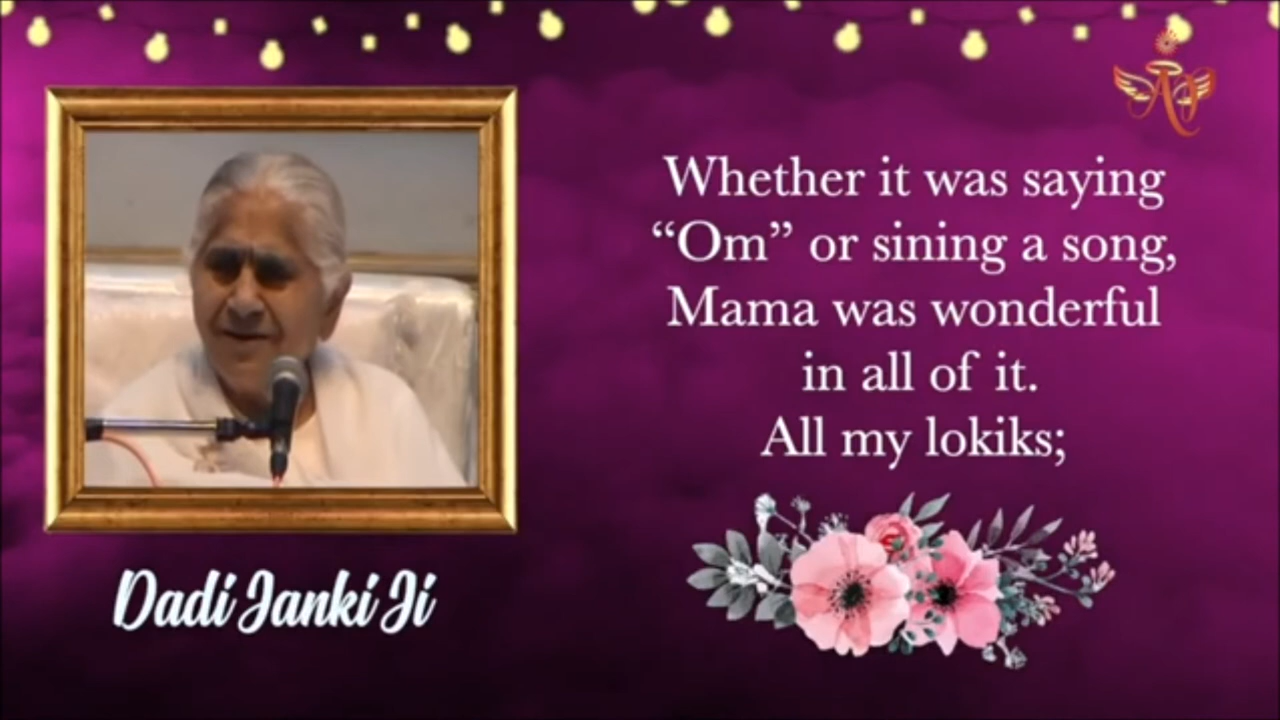 Whether it was saying
“Om” or sining a song,
Mama was wonderful
in all of it.
All my lokiks;
Dadi Janki Ji